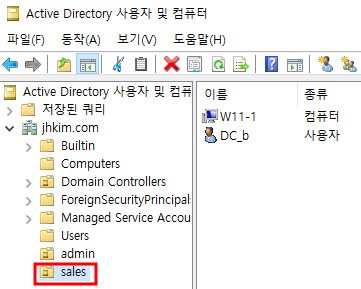 Active Directory 사용자 및 컴퓨터
파일(F) 동작(A) 보기(V) 도움말(H)
Active Directory 사용자 및 컴퓨
저장된 쿼리
jhkim.com
Builtin
Computers
Domain Controllers
ForeignSecurityPrincipals
Managed Service Accou
Users
admin
sales
이름 종류
W11-1 컴퓨터
DC_b 사용자